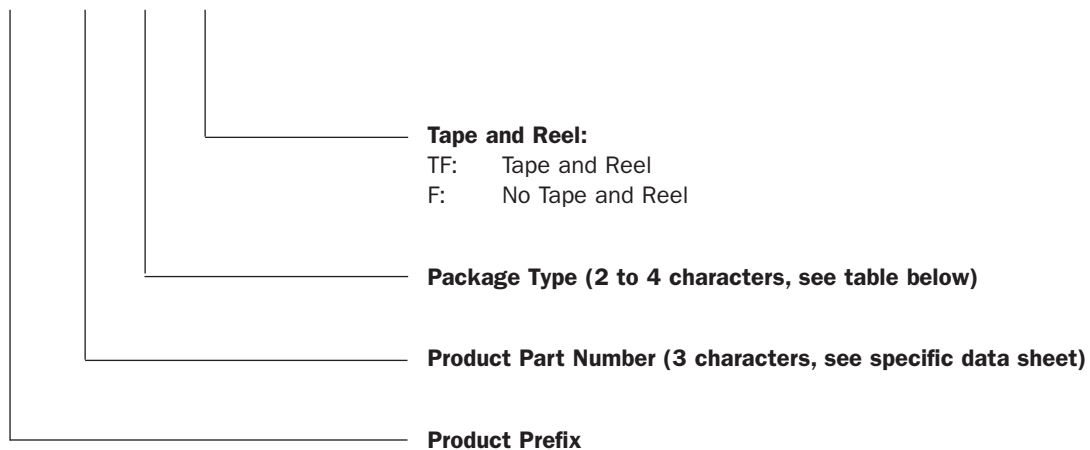 Tape and Reel:
TF: Tape and Reel
F: No Tape and Reel
Package Type (2 to 4 characters, see table below)
Product Part Number (3 characters, see specific data sheet)
Product Prefix